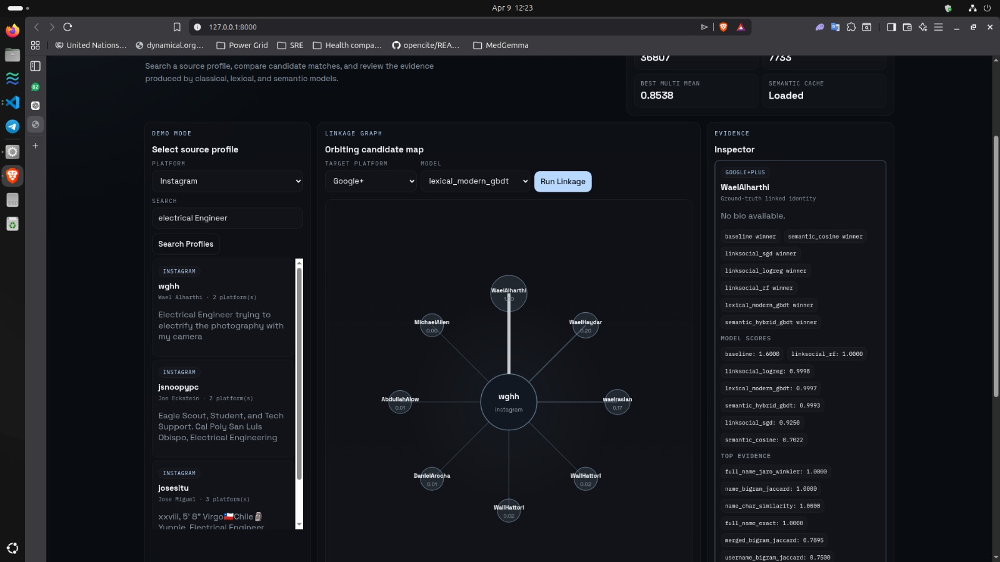 Apr 9 12:23
127.0.0.1:8000
United Nations...
dynamical.org...
Power Grid
SRE
Health compa...
opencite/REA...
MedGemma
82
SSD
Search a source profile, compare candidate matches, and review the evidence
produced by classical, lexical, and semantic models.
36807
7733
BEST MULTI MEAN
0.8538
SEMANTIC CACHE
Loaded
DEMO MODE
Select source profile
PLATFORM
Instagram
SEARCH
electrical Engineer
Search Profiles
INSTAGRAM
wghh
Wael Alharthi · 2 platform(s)
Electrical Engineer trying to
electrify the photography with
my camera
INSTAGRAM
jsnoopypc
Joe Eckstein · 2 platform(s)
Eagle Scout, Student, and Tech
Support. Cal Poly San Luis
Obispo, Electrical Engineering
INSTAGRAM
josesitu
Jose Miguel · 3 platform(s)
xxviii, 5' 8" Virgo🇨🇱Chile🗿
Yuppie, Electrical Engineer
LINKAGE GRAPH
Orbiting candidate map
TARGET PLATFORM
MODEL
Google+
lexical_modern_gbdt
Run Linkage
WaelAlharthi
MichaelAllen
0.00
WaelHaydar
0.20
AbdullahAlow
0.01
wghh
instagram
waelraslan
0.17
DanielArocha
0.01
WallHattori
0.02
WallHattori
0.02
EVIDENCE
Inspector
GOOGLE+PLUS
WaelAlharthi
Ground-truth linked identity
No bio available.
baseline winner
semantic_cosine winner
linksocial_sgd winner
linksocial_logreg winner
linksocial_rf winner
lexical_modern_gbdt winner
semantic_hybrid_gbdt winner
MODEL SCORES
baseline: 1.6000
linksocial_rf: 1.0000
linksocial_logreg: 0.9998
lexical_modern_gbdt: 0.9997
semantic_hybrid_gbdt: 0.9993
linksocial_sgd: 0.9250
semantic_cosine: 0.7022
TOP EVIDENCE
full_name_jaro_winkler: 1.0000
name_bigram_jaccard: 1.0000
name_char_similarity: 1.0000
full_name_exact: 1.0000
merged_bigram_jaccard: 0.7895
username_bigram_jaccard: 0.7500